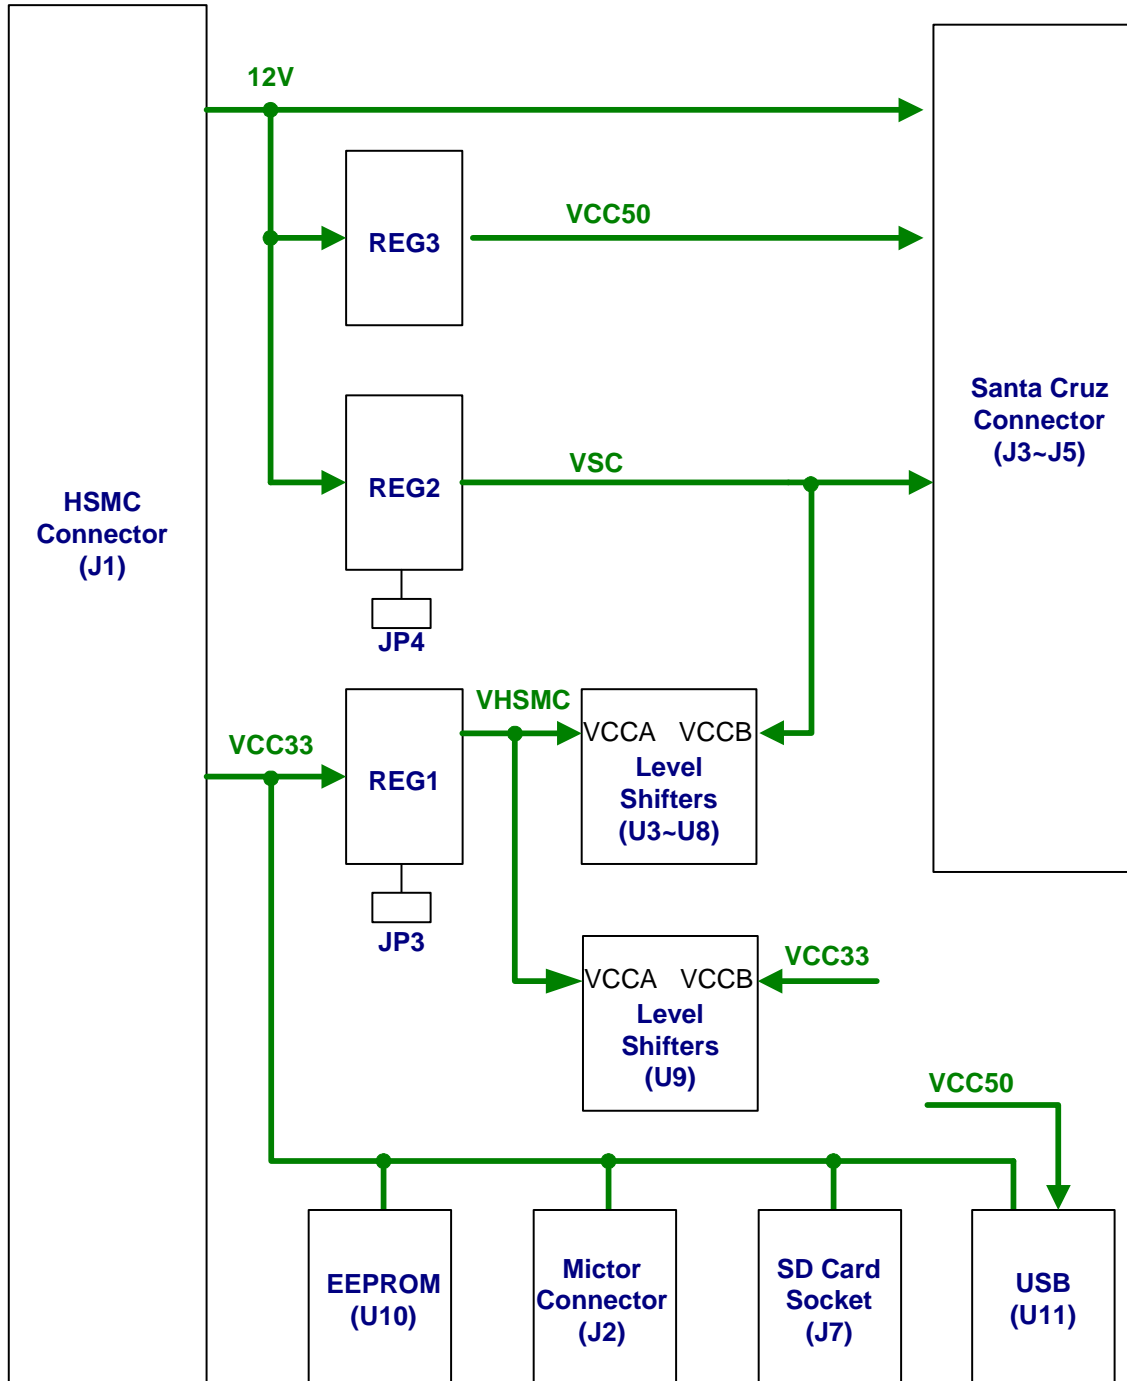 12V
VCC50
REG3
Santa Cruz
Connector
(J3~J5)
VSC
REG2
HSMC
Connector
(J1)
JP4
VHSMC
VCC33
REG1
VCCA VCCB
Level
Shifters
(U3~U8)
JP3
VCC33
VCCA VCCB
Level
Shifters
(U9)
VCC50
EEPROM
(U10)
Mictor
Connector
(J2)
SD Card
Socket
(J7)
USB
(U11)